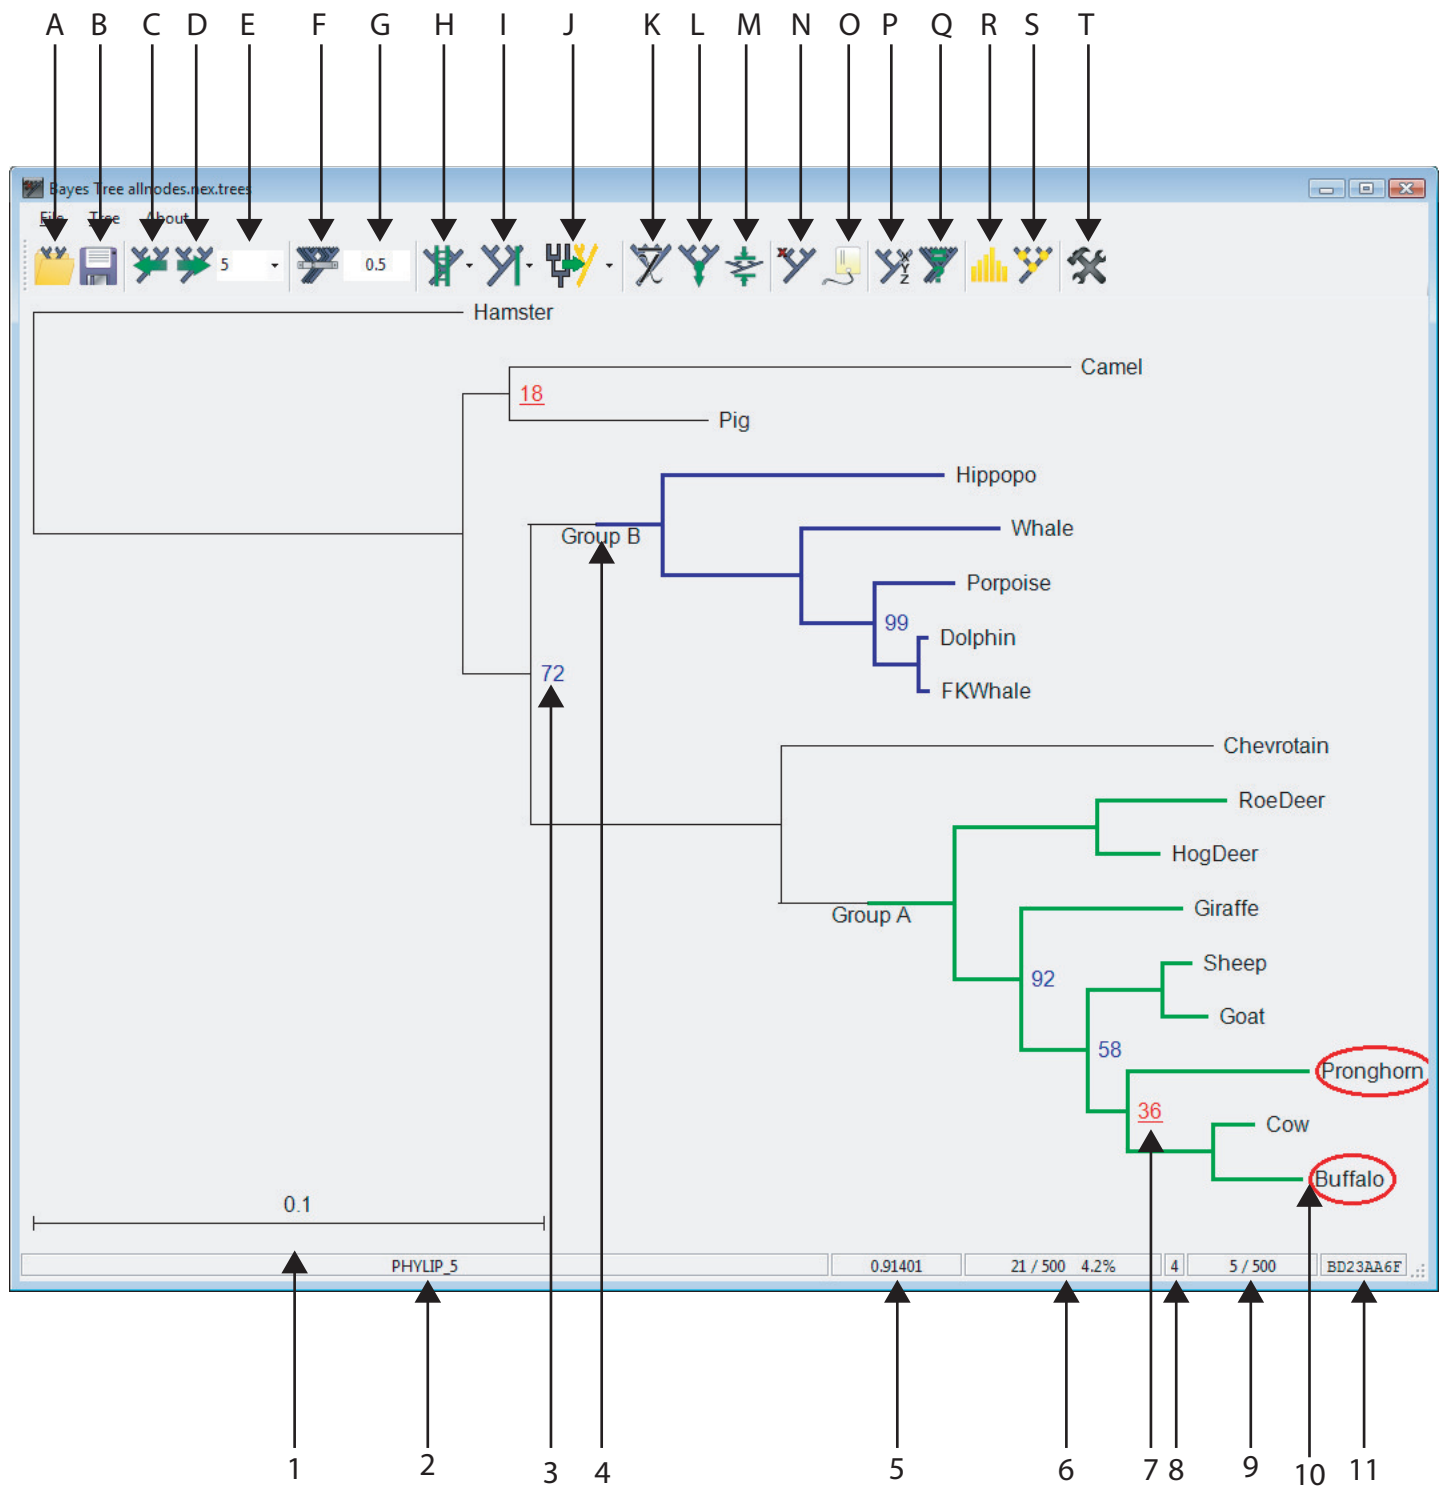 A B C D E F G H I J K L M N O P Q R S T
Bayes Tree allnodes.nex.trees
File Tree About
5 0.5 X Y Z
Hamster
Camel
18
Pig
Hippopo
Whale
Group B
Porpoise
99
Dolphin
72
FKWhale
Chevrotain
RoeDeer
HogDeer
Giraffe
Group A
Sheep
92
Goat
58
Pronghorn
36
Cow
Buffalo
0.1
PHYLIP_5 0.91401 21 / 500 4.2% 4 5 / 500 BD23AA6F
1 2 3 4 5 6 7 8 9 10 11